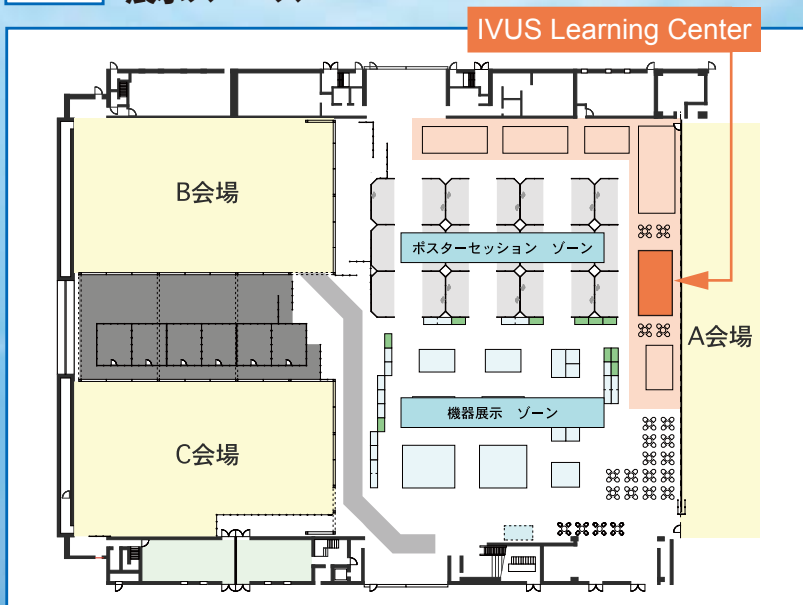 IVUS Learning Center
B会場
ポスターセッション　ゾーン
A会場
機器展示　ゾーン
C会場